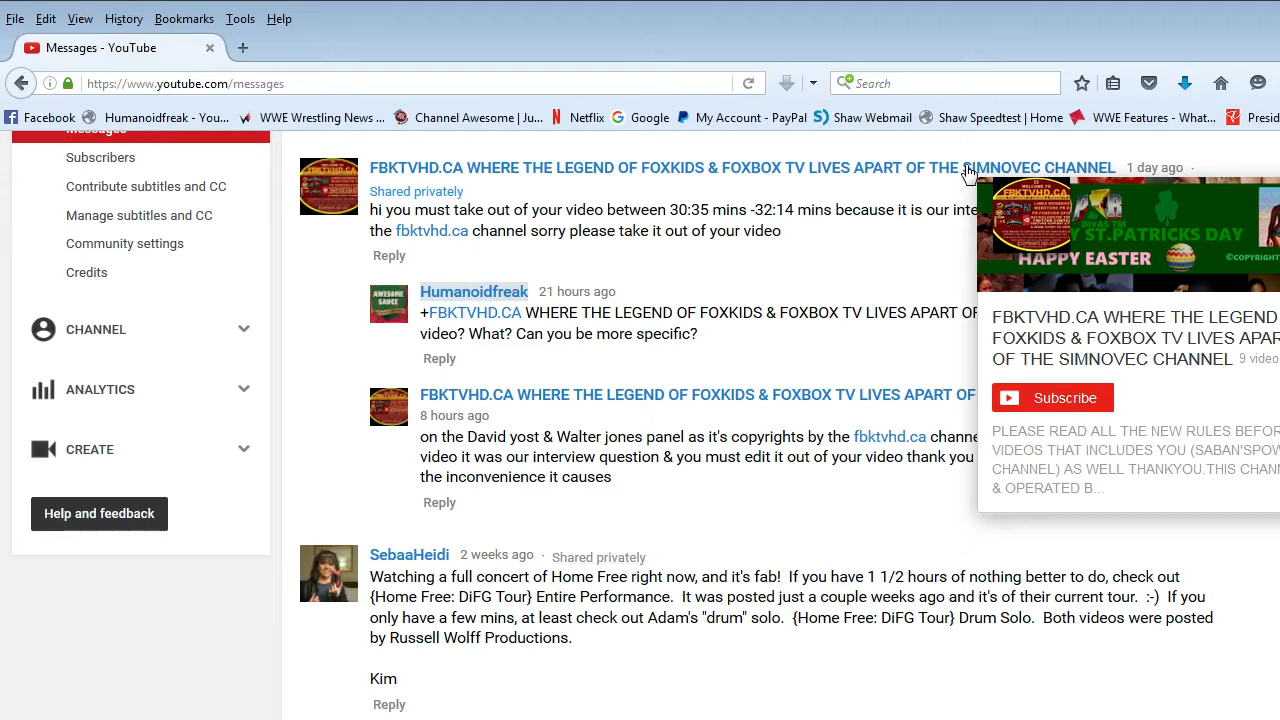 File Edit View History Bookmarks Tools Help
Messages - YouTube
https://www.youtube.com/messages
Search
Facebook Humanoidfreak - You... WWE Wrestling News ... Channel Awesome | Ju... Netflix Google My Account - PayPal Shaw Webmail Shaw Speedtest | Home WWE Features - What... Presid
Messages
Subscribers
Contribute subtitles and CC
Manage subtitles and CC
Community settings
Credits
CHANNEL
ANALYTICS
CREATE
Help and feedback
FBKTVHD.CA WHERE THE LEGEND OF FOXKIDS & FOXBOX TV LIVES APART OF THE SIMNOVEC CHANNEL 1 day ago ·
Shared privately
hi you must take out of your video between 30:35 mins -32:14 mins because it is our inte
the fbktvhd.ca channel sorry please take it out of your video
Reply
Humanoidfreak 21 hours ago
+FBKTVHD.CA WHERE THE LEGEND OF FOXKIDS & FOXBOX TV LIVES APART OF
video? What? Can you be more specific?
Reply
FBKTVHD.CA WHERE THE LEGEND OF FOXKIDS & FOXBOX TV LIVES APART OF
8 hours ago
on the David yost & Walter jones panel as it's copyrights by the fbktvhd.ca channe
video it was our interview question & you must edit it out of your video thank you
the inconvenience it causes
Reply
DIVAS TM
Y ST.PATRICKS DAY
HAPPY EASTER
©COPYRIGHT
FBKTVHD.CA WHERE THE LEGEND
FOXKIDS & FOXBOX TV LIVES APAR
OF THE SIMNOVEC CHANNEL 9 video
Subscribe
PLEASE READ ALL THE NEW RULES BEFOR
VIDEOS THAT INCLUDES YOU (SABAN'SPOW
CHANNEL) AS WELL THANKYOU.THIS CHAN
& OPERATED B...
AWESOME
SAUCE
SebaaHeidi 2 weeks ago · Shared privately
Watching a full concert of Home Free right now, and it's fab! If you have 1 1/2 hours of nothing better to do, check out
{Home Free: DiFG Tour} Entire Performance. It was posted just a couple weeks ago and it's of their current tour. :-) If you
only have a few mins, at least check out Adam's "drum" solo. {Home Free: DiFG Tour} Drum Solo. Both videos were posted
by Russell Wolff Productions.
Kim
Reply